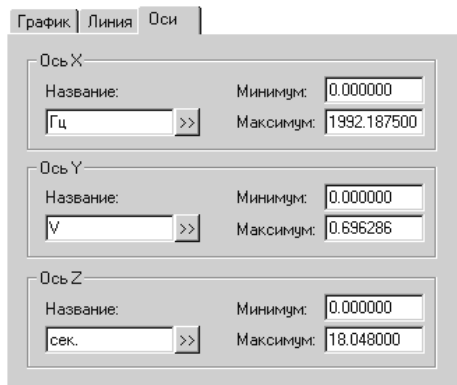 График Линия Оси
Ось X
Название: Минимум: 0.000000
Гц >> Максимум: 1992.187500
Ось Y
Название: Минимум: 0.000000
V >> Максимум: 0.696286
Ось Z
Название: Минимум: 0.000000
сек. >> Максимум: 18.048000